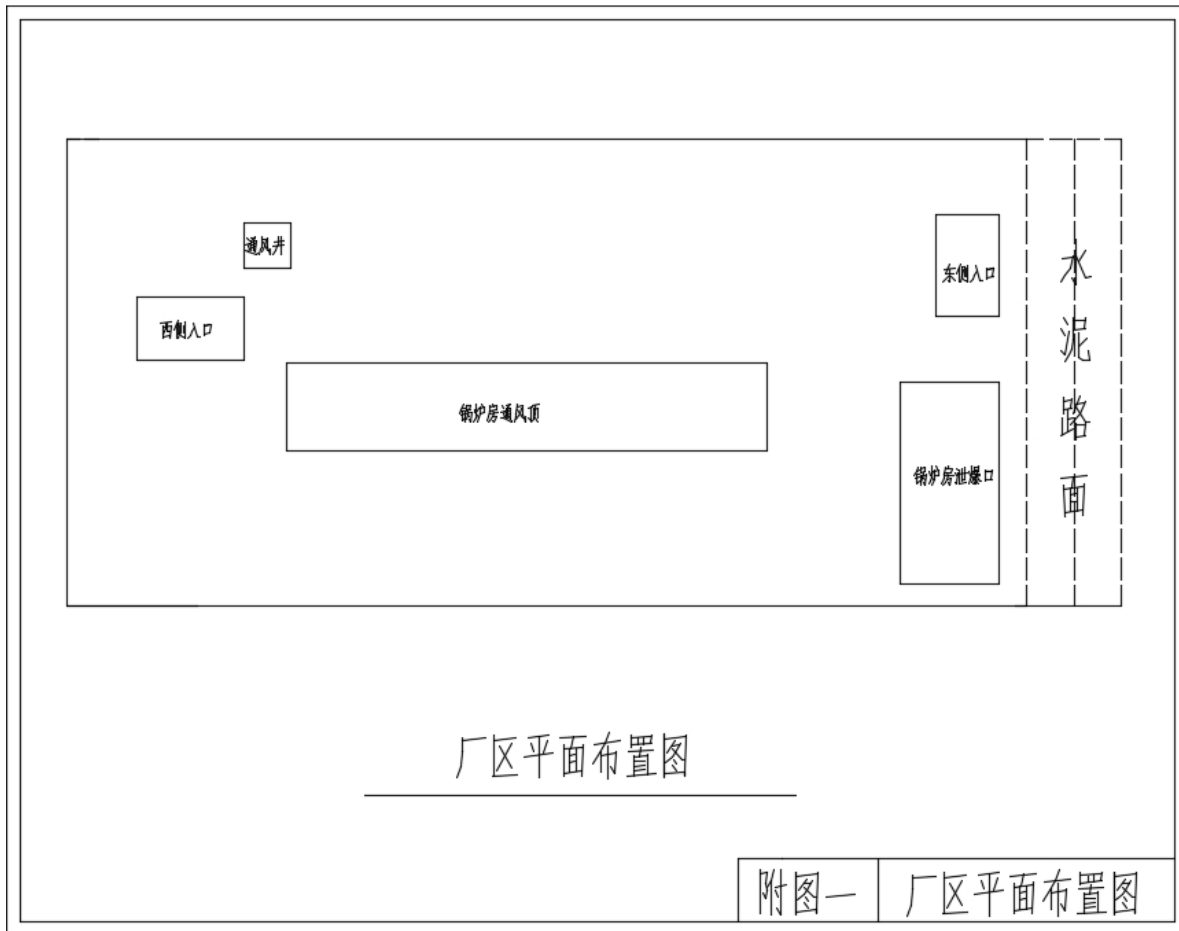 通风井
东侧入口
西侧入口
锅炉房通风顶
锅炉房泄爆口
水泥路面
厂区平面布置图
附图一
厂区平面布置图